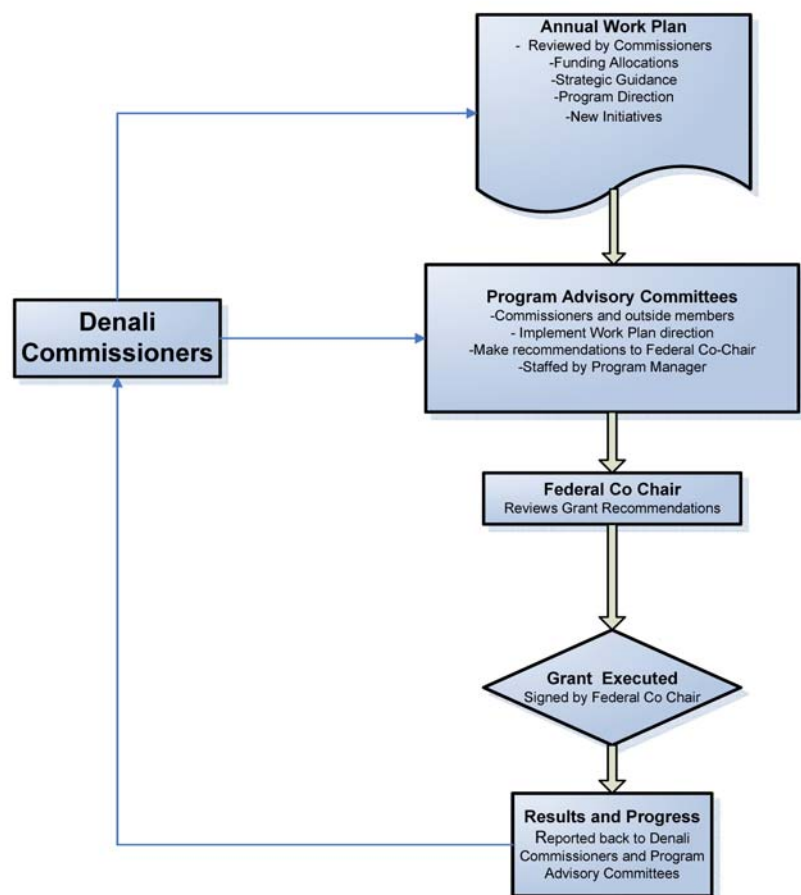 Annual Work Plan
- Reviewed by Commissioners
-Funding Allocations
-Strategic Guidance
-Program Direction
-New Initiatives
Denali
Commissioners
Program Advisory Committees
-Commissioners and outside members
- Implement Work Plan direction
-Make recommendations to Federal Co-Chair
-Staffed by Program Manager
Federal Co Chair
Reviews Grant Recommendations
Grant Executed
Signed by Federal Co Chair
Results and Progress
Reported back to Denali
Commissioners and Program
Advisory Committees